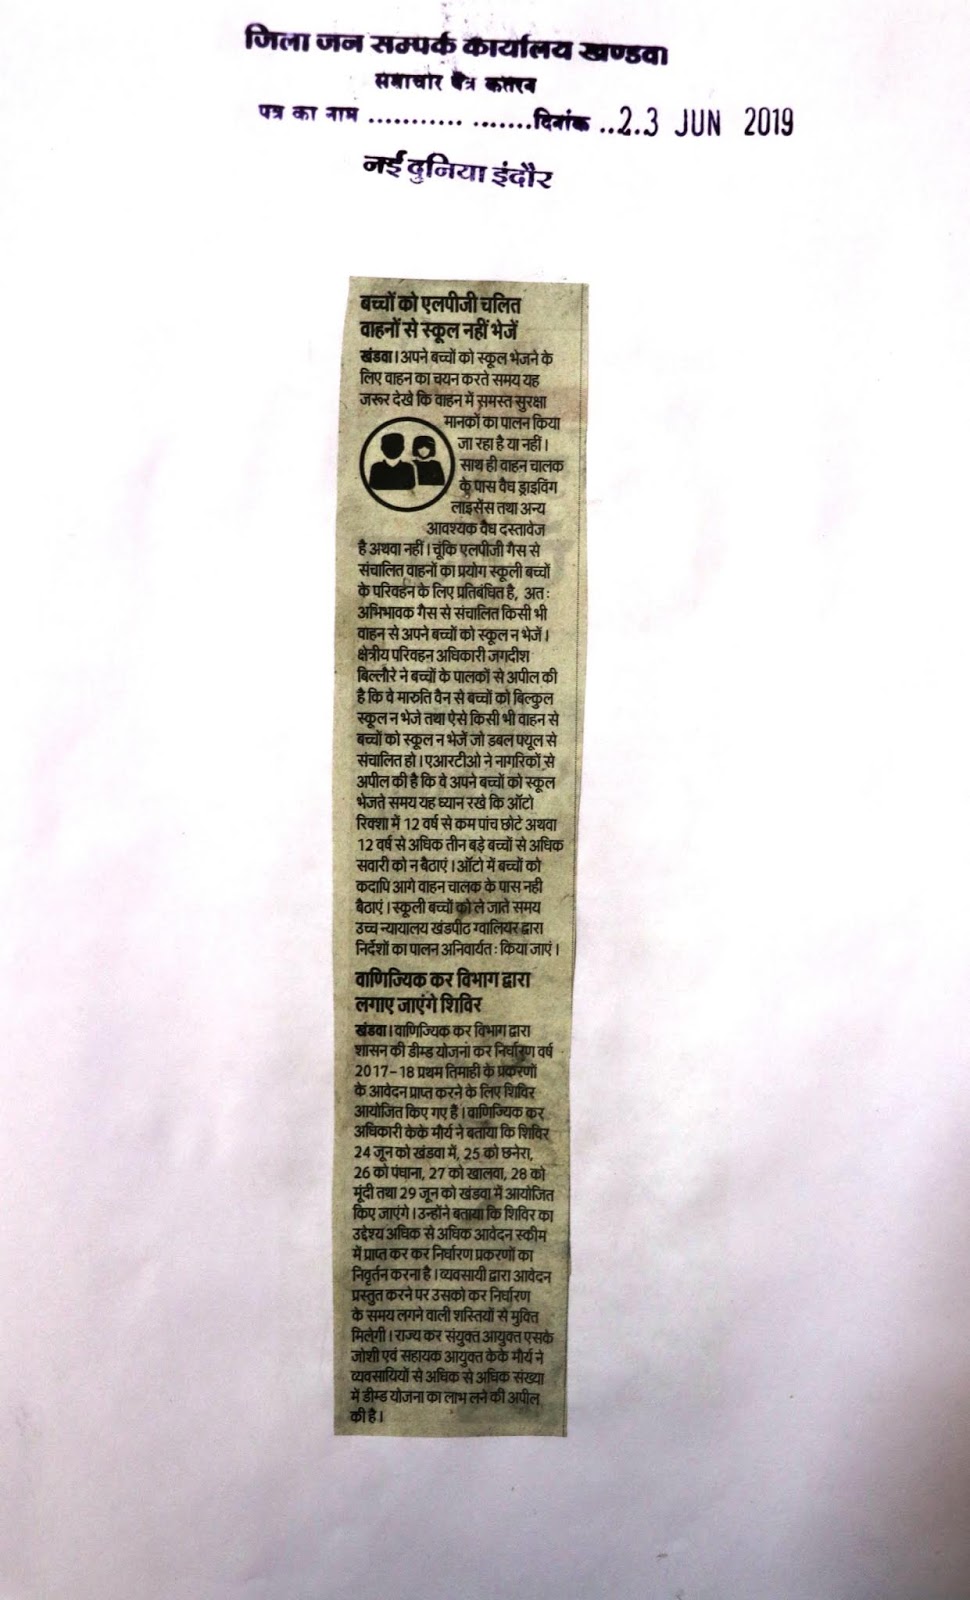 जिला जन सम्पर्क कार्यालय खण्डवा
समाचार पत्र कतरन
पत्र का नाम ........... .......दिनांक ..23 JUN 2019
नई दुनिया इंदौर
बच्चों को एलपीजी चलित
वाहनों से स्कूल नहीं भेजें
खंडवा। अपने बच्चों को स्कूल भेजने के
लिए वाहन का चयन करते समय यह
जरूर देखे कि वाहन में समस्त सुरक्षा
मानकों का पालन किया
जा रहा है या नहीं।
साथ ही वाहन चालक
के पास वैध ड्राइविंग
लाइसेंस तथा अन्य
आवश्यक वैध दस्तावेज
है अथवा नहीं। चूंकि एलपीजी गैस से
संचालित वाहनों का प्रयोग स्कूली बच्चों
के परिवहन के लिए प्रतिबंधित है, अतः
अभिभावक गैस से संचालित किसी भी
वाहन से अपने बच्चों को स्कूल न भेजें।
क्षेत्रीय परिवहन अधिकारी जगदीश
बिल्लौरे ने बच्चों के पालकों से अपील की
है कि वे मारुति वैन से बच्चों को बिल्कुल
स्कूल न भेजे तथा ऐसे किसी भी वाहन से
बच्चों को स्कूल न भेजें जो डबल फ्यूल से
संचालित हो। एआरटीओ ने नागरिकों से
अपील की है कि वे अपने बच्चों को स्कूल
भेजते समय यह ध्यान रखे कि ऑटो
रिक्शा में 12 वर्ष से कम पांच छोटे अथवा
12 वर्ष से अधिक तीन बड़े बच्चों से अधिक
सवारी को न बैठाएं। ऑटो में बच्चों को
कदापि आगे वाहन चालक के पास नही
बैठाएं। स्कूली बच्चों को ले जाते समय
उच्च न्यायालय खंडपीठ ग्वालियर द्वारा
निर्देशों का पालन अनिवार्यतः किया जाएं।
वाणिज्यिक कर विभाग द्वारा
लगाए जाएंगे शिविर
खंडवा। वाणिज्यिक कर विभाग द्वारा
शासन की डीम्ड योजना कर निर्धारण वर्ष
2017-18 प्रथम तिमाही के प्रकरणों
के आवेदन प्राप्त करने के लिए शिविर
आयोजित किए गए हैं। वाणिज्यिक कर
अधिकारी केके मौर्य ने बताया कि शिविर
24 जून को खंडवा में, 25 को छनेरा,
26 को पंधाना, 27 को खालवा, 28 को
मूंदी तथा 29 जून को खंडवा में आयोजित
किए जाएंगे। उन्होंने बताया कि शिविर का
उद्देश्य अधिक से अधिक आवेदन स्कीम
में प्राप्त कर कर निर्धारण प्रकरणों का
निवृर्तन करना है। व्यवसायी द्वारा आवेदन
प्रस्तुत करने पर उसको कर निर्धारण
के समय लगने वाली शस्तियों से मुक्ति
मिलेगी। राज्य कर संयुक्त आयुक्त एसके
जोशी एवं सहायक आयुक्त केके मौर्य ने
व्यवसायियों से अधिक से अधिक संख्या
में डीम्ड योजना का लाभ लेने की अपील
की है।